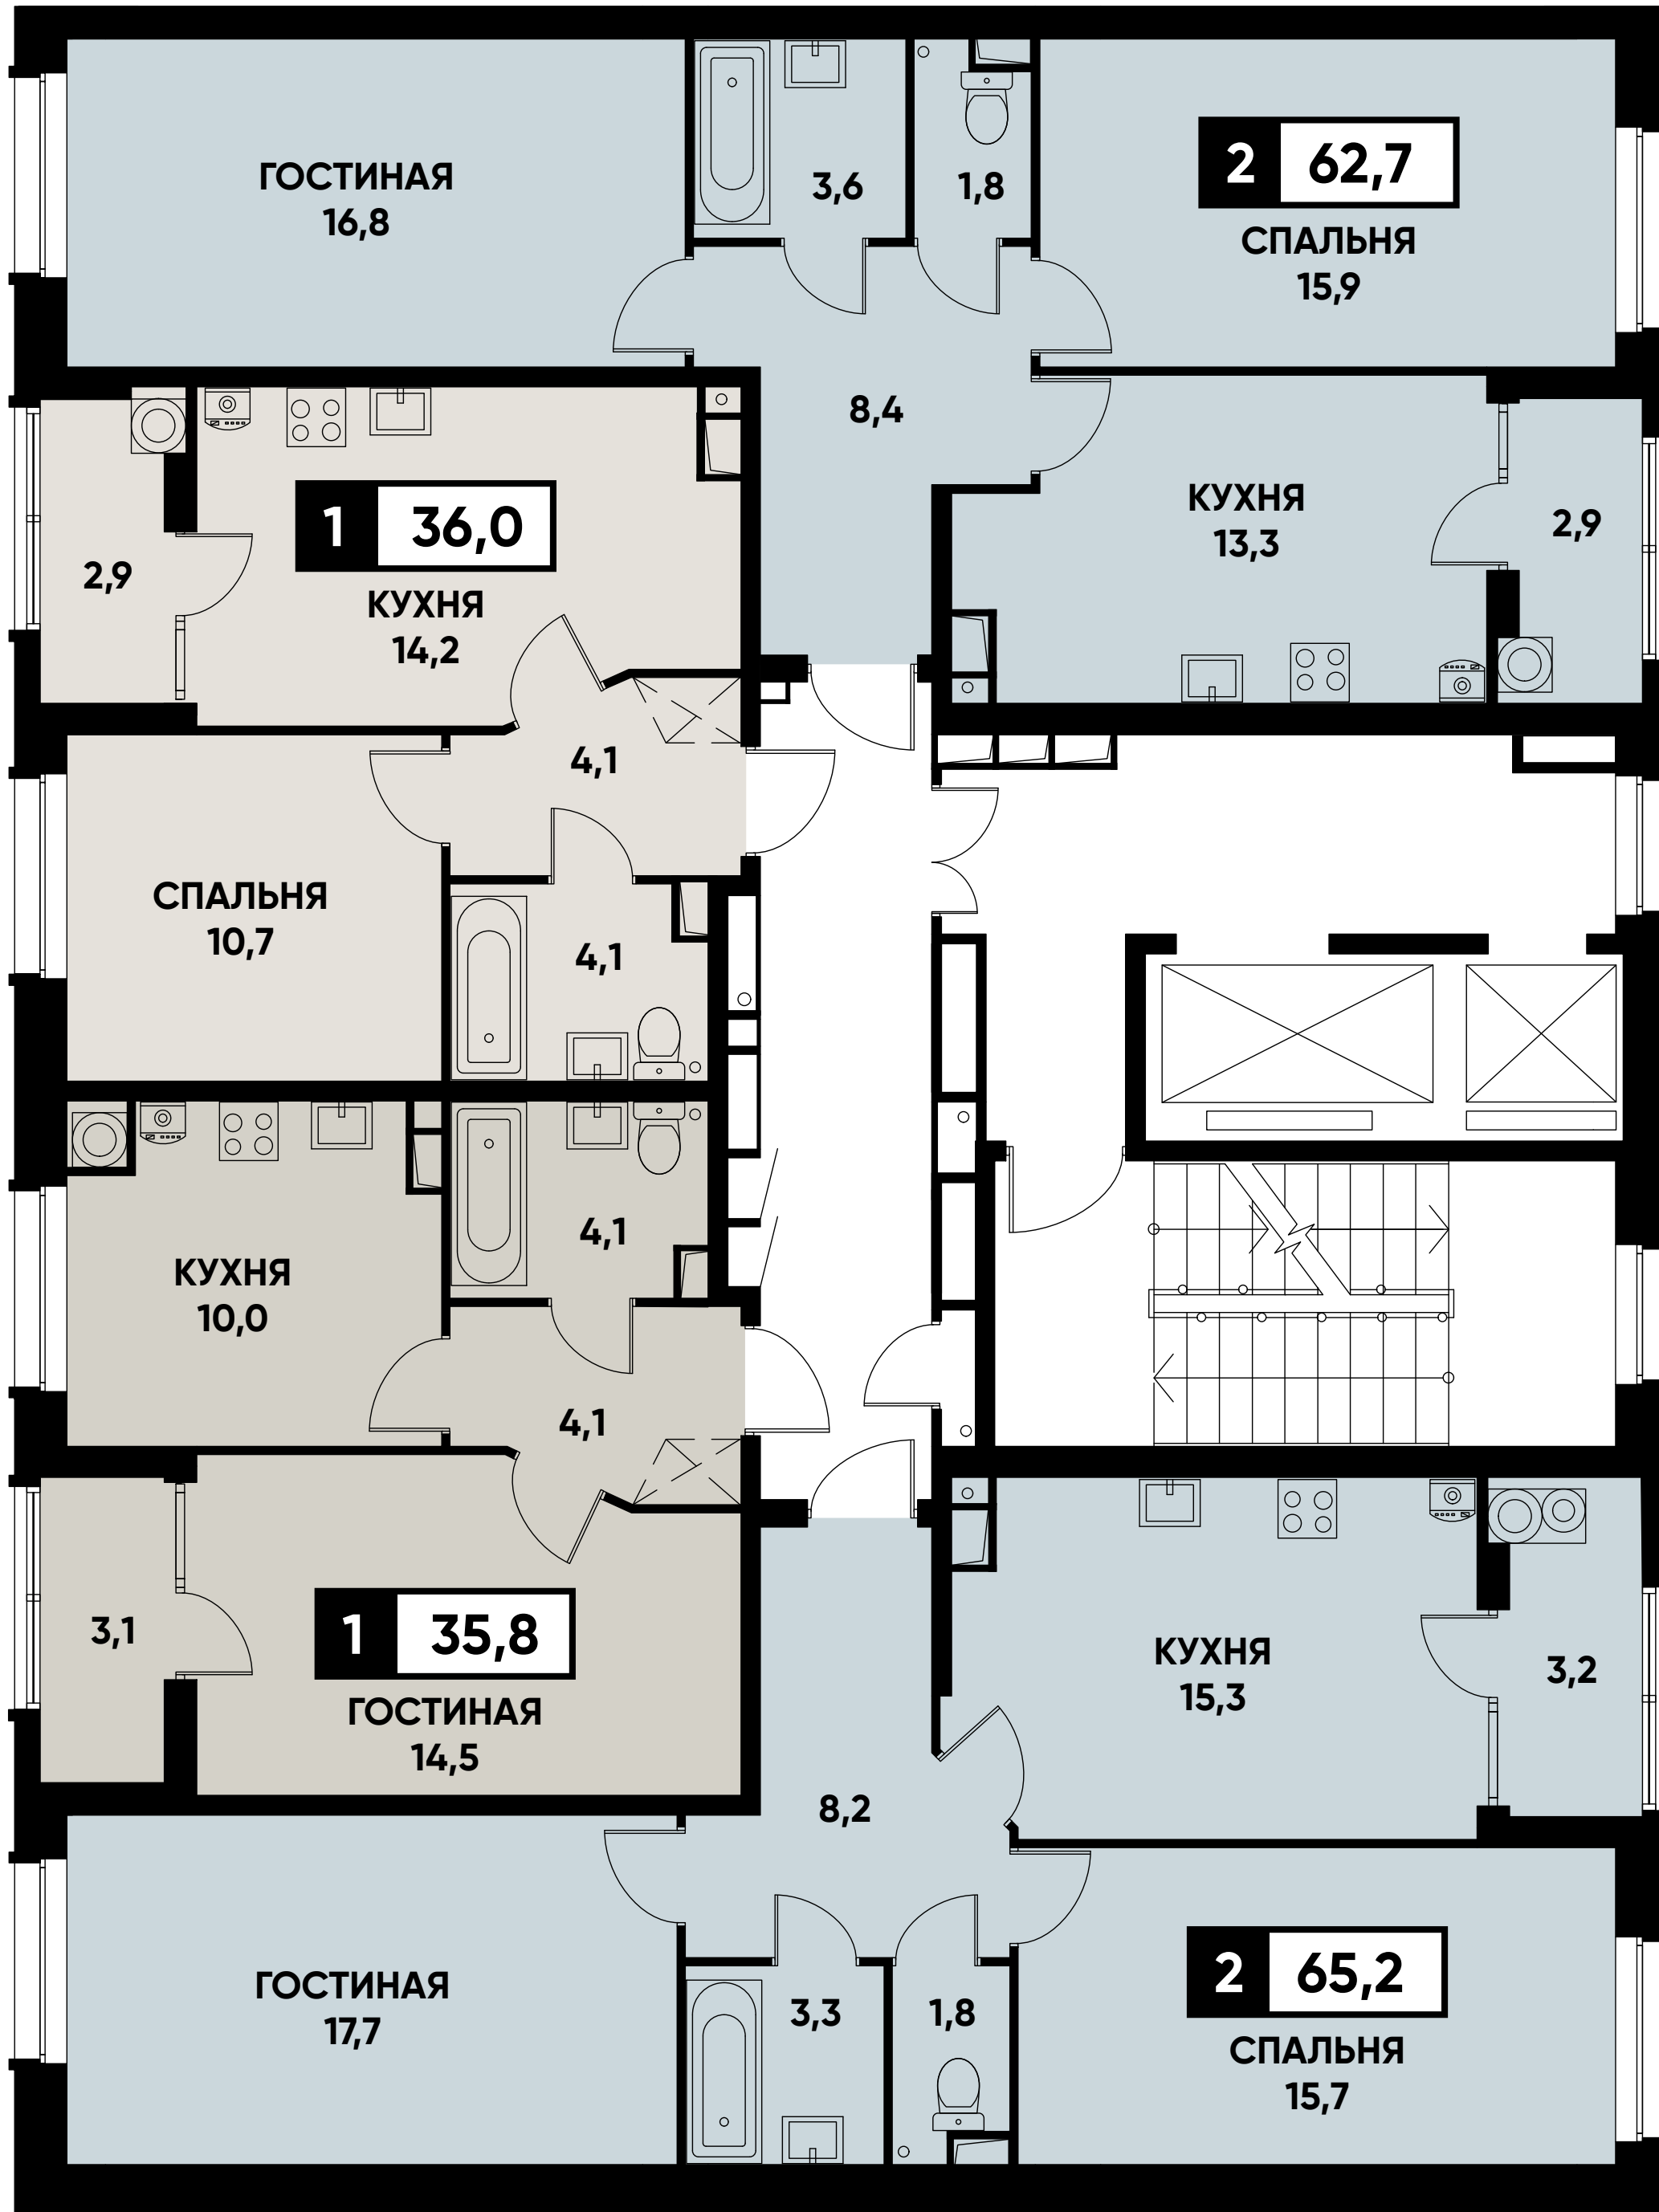 ГОСТИНАЯ
16,8
3,6
1,8
2 62,7
СПАЛЬНЯ
15,9
8,4
1 36,0
КУХНЯ
14,2
2,9
КУХНЯ
13,3
2,9
4,1
СПАЛЬНЯ
10,7
4,1
4,1
КУХНЯ
10,0
4,1
3,1
1 35,8
ГОСТИНАЯ
14,5
КУХНЯ
15,3
3,2
8,2
ГОСТИНАЯ
17,7
3,3
1,8
2 65,2
СПАЛЬНЯ
15,7